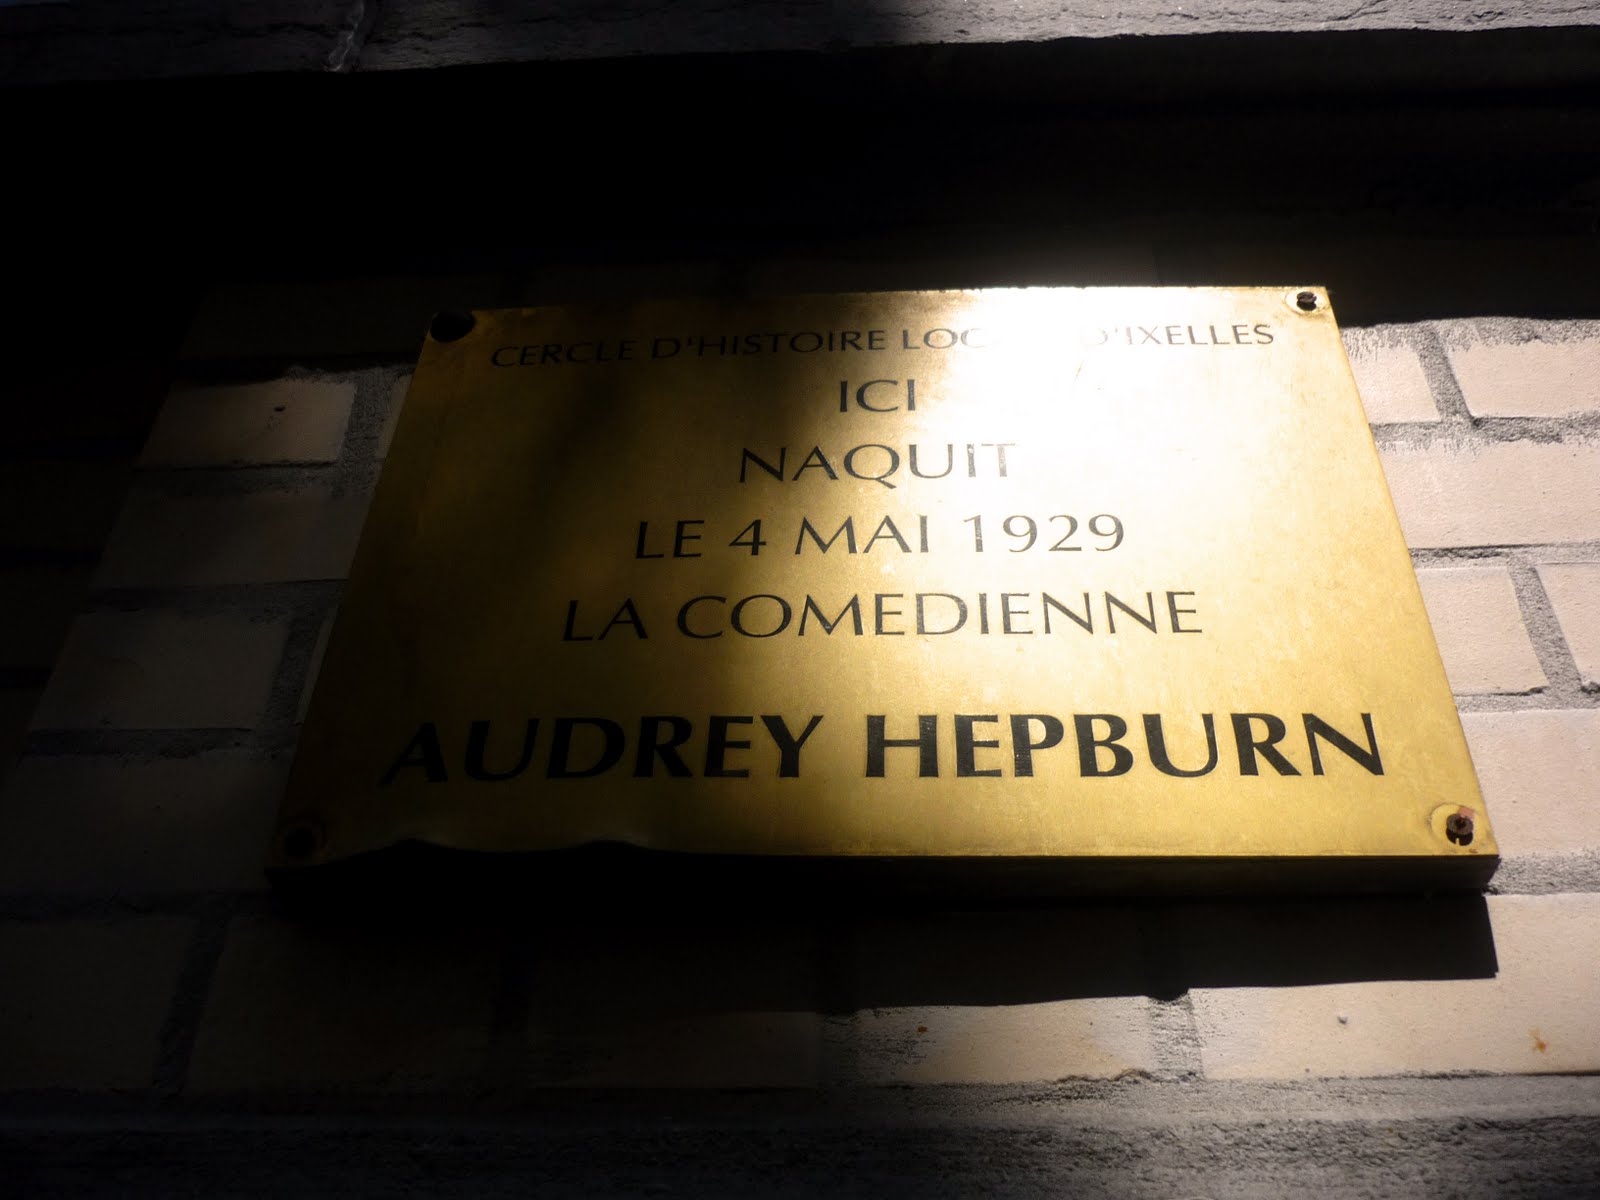 CERCLE D'HISTOIRE D'IXELLES
ICI
NAQUIT
LE 4 MAI 1929
LA COMEDIENNE
AUDREY HEPBURN